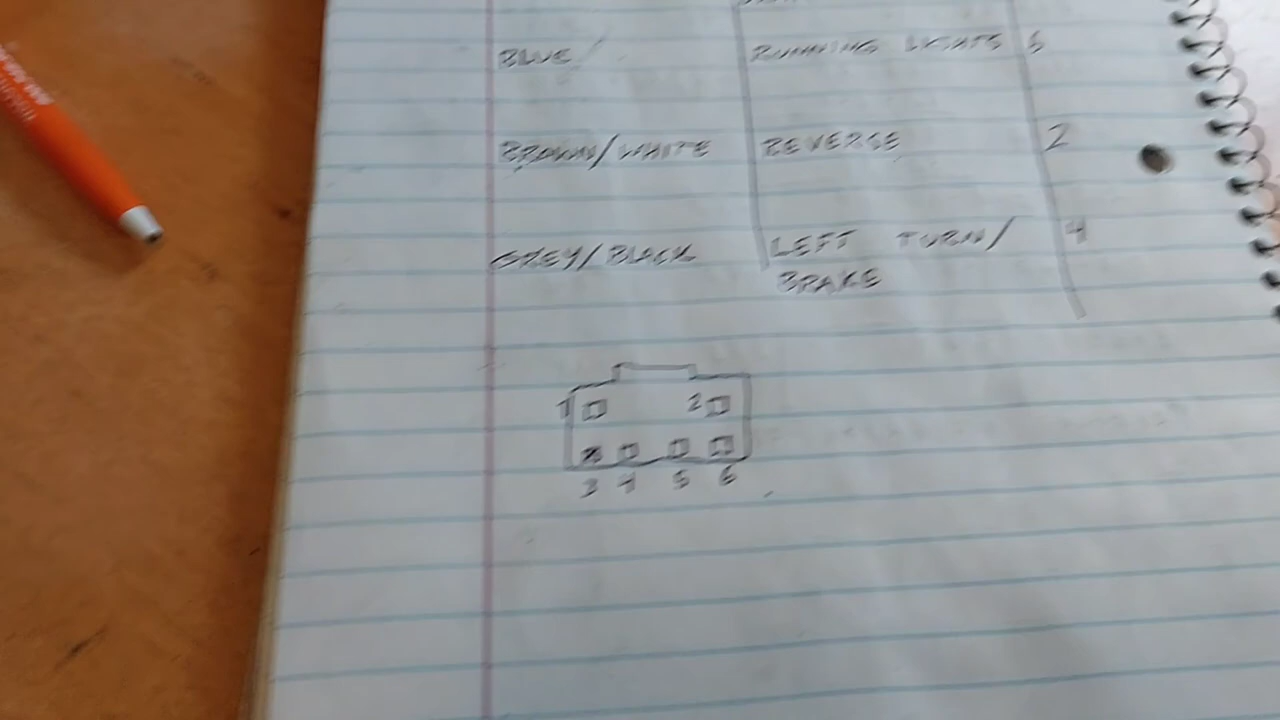 BLUE/ RUNNING LIGHTS
BROWN/WHITE REVERSE 2
GREY/BLACK LEFT TURN/ 4
BRAKE
1 2
3 4 5 6